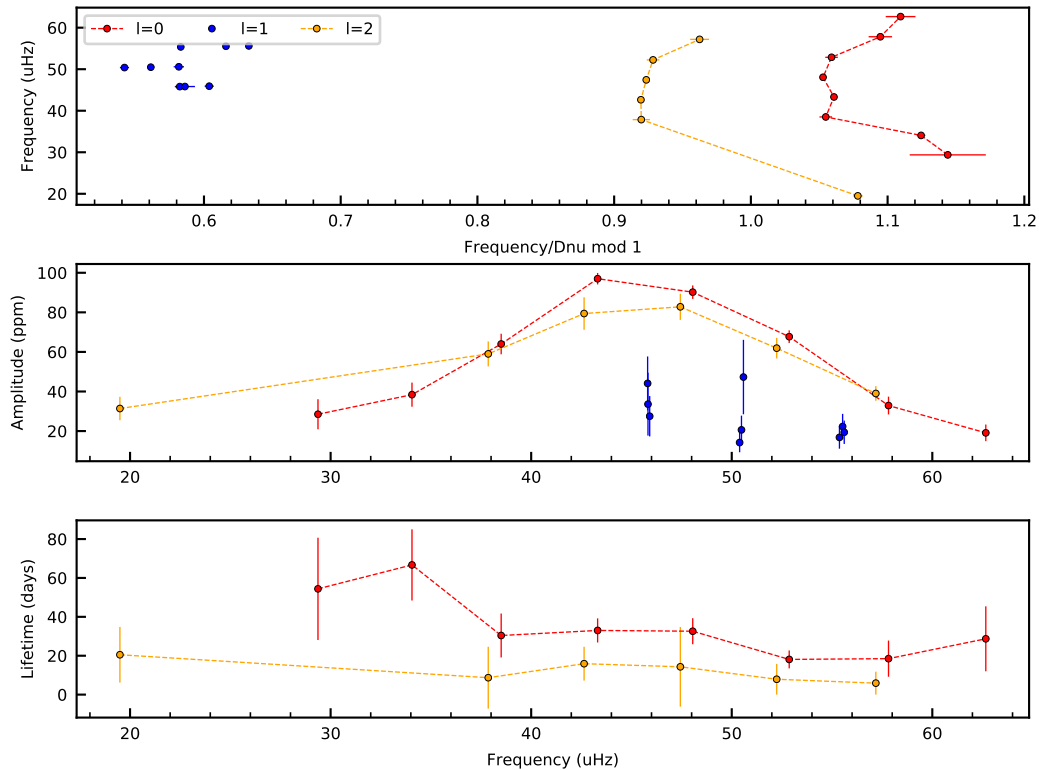 l=0 l=1 l=2
Frequency (uHz)
60
50
40
30
20
0.6 0.7 0.8 0.9 1.0 1.1 1.2
Frequency/Dnu mod 1
Amplitude (ppm)
100
80
60
40
20
20 30 40 50 60
Lifetime (days)
80
60
40
20
0
20 30 40 50 60
Frequency (uHz)